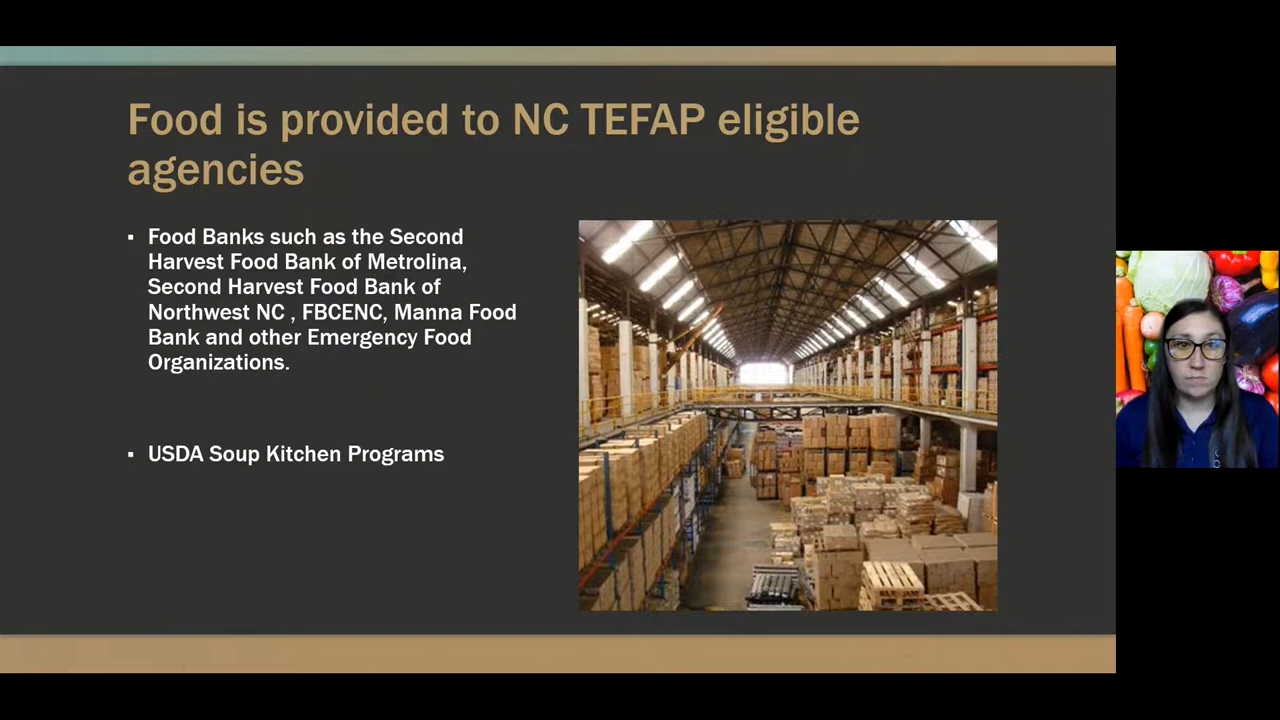 Food is provided to NC TEFAP eligible
agencies
▪ Food Banks such as the Second
Harvest Food Bank of Metrolina,
Second Harvest Food Bank of
Northwest NC , FBCENC, Manna Food
Bank and other Emergency Food
Organizations.
▪ USDA Soup Kitchen Programs